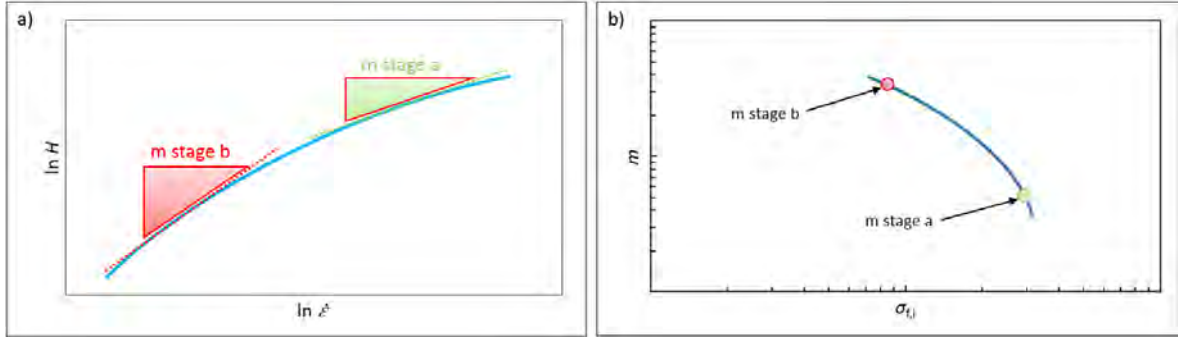 a)
m stage a
m stage b
ln H
ln ε̇
b)
m stage b
m stage a
m
σf,i